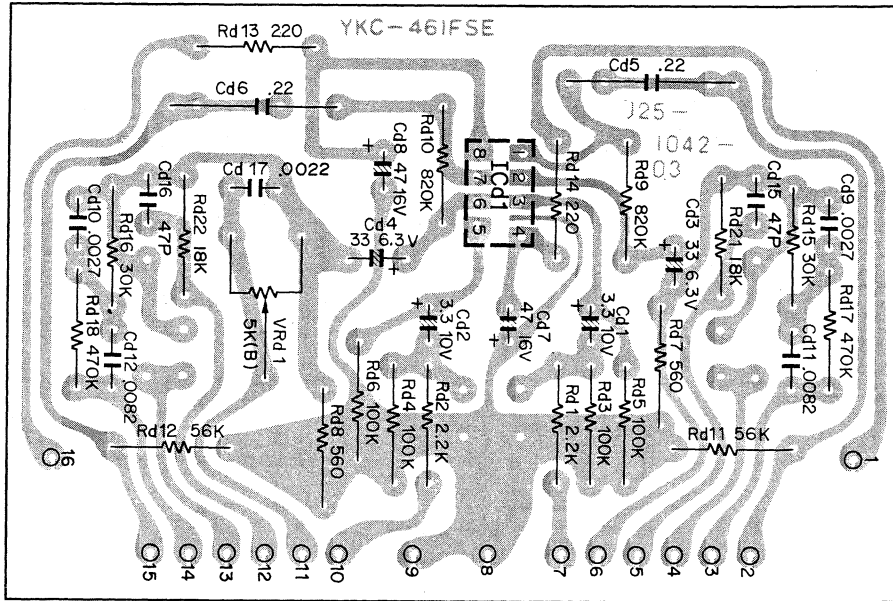 YKC-461FSE
Rd13 220
Cd5 .22
Cd6 .22
J25-
1042-
03
Cd8 47 16V
Rd10 820K
ICd1
8 1
7 2
6 3
5 4
Rd14 220
Rd9 820K
Cd17 .0022
Cd16 47P
Cd10 .0027
Rd16 30K
Rd22 18K
Cd4
33 6.3V
Cd3 33 6.3V
Rd21 18K
Cd15 47P
Rd15 30K
Cd9 .0027
Rd18 470K
Cd12 .0082
5K(B)
VRd1
Cd2
3.3 10V
Cd7
47 16V
Cd1
3.3 10V
Rd7 560
Cd11 .0082
Rd17 470K
Rd12 56K
Rd8 560
Rd6 100K
Rd4 100K
Rd2 2.2K
Rd1 2.2K
Rd3 100K
Rd5 100K
Rd11 56K
16
1
15
14
13
12
11
10
9
8
7
6
5
4
3
2